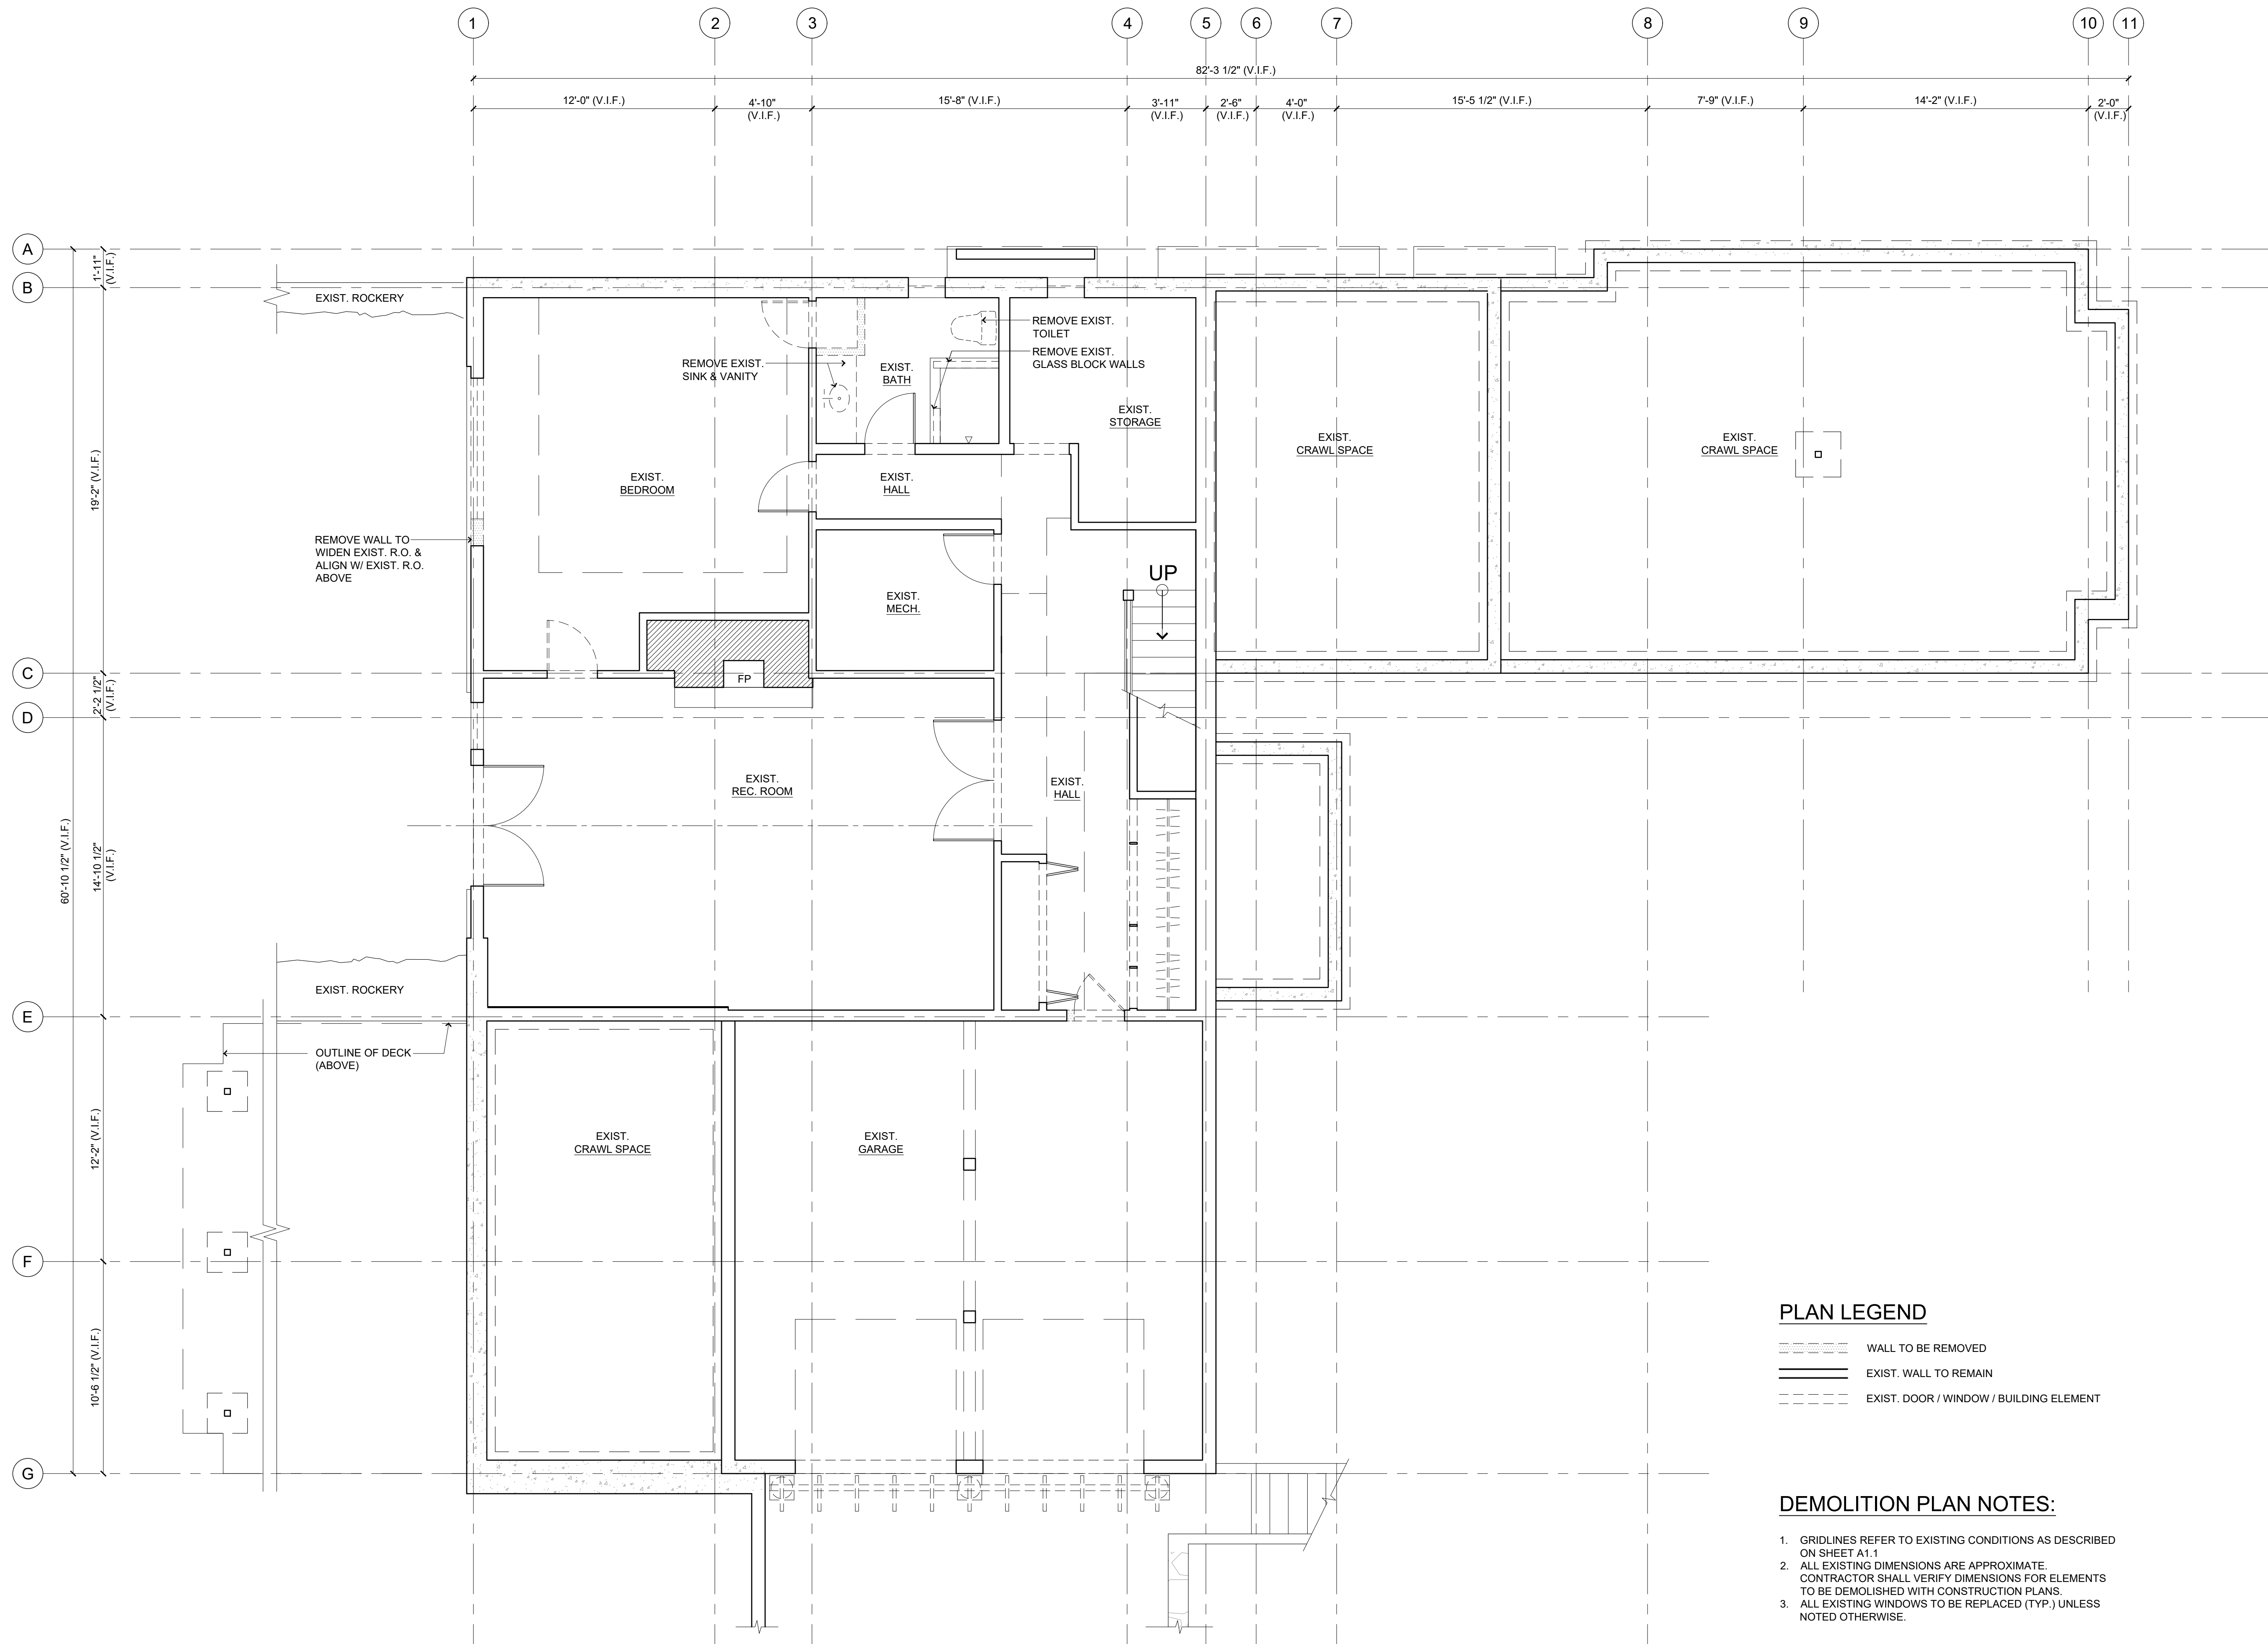 1 2 3 4 5 6 7 8 9 10 11
82'-3 1/2" (V.I.F.)
12'-0" (V.I.F.)
4'-10"
(V.I.F.)
15'-8" (V.I.F.)
3'-11"
(V.I.F.)
2'-6"
(V.I.F.)
4'-0"
(V.I.F.)
15'-5 1/2" (V.I.F.)
7'-9" (V.I.F.)
14'-2" (V.I.F.)
2'-0"
(V.I.F.)
A
B
C
D
E
F
G
1'-11"
(V.I.F.)
19'-2" (V.I.F.)
2'-2 1/2"
(V.I.F.)
60'-10 1/2" (V.I.F.)
14'-10 1/2"
(V.I.F.)
12'-2" (V.I.F.)
10'-6 1/2" (V.I.F.)
EXIST. ROCKERY
REMOVE EXIST.
TOILET
REMOVE EXIST.
GLASS BLOCK WALLS
REMOVE EXIST.
SINK & VANITY
EXIST.
BATH
EXIST.
STORAGE
EXIST.
CRAWL SPACE
EXIST.
CRAWL SPACE
EXIST.
BEDROOM
EXIST.
HALL
REMOVE WALL TO
WIDEN EXIST. R.O. &
ALIGN W/ EXIST. R.O.
ABOVE
UP
EXIST.
MECH.
FP
EXIST.
REC. ROOM
EXIST.
HALL
EXIST. ROCKERY
OUTLINE OF DECK
(ABOVE)
EXIST.
CRAWL SPACE
EXIST.
GARAGE
PLAN LEGEND
WALL TO BE REMOVED
EXIST. WALL TO REMAIN
EXIST. DOOR / WINDOW / BUILDING ELEMENT
DEMOLITION PLAN NOTES:
1. GRIDLINES REFER TO EXISTING CONDITIONS AS DESCRIBED
ON SHEET A1.1
2. ALL EXISTING DIMENSIONS ARE APPROXIMATE.
CONTRACTOR SHALL VERIFY DIMENSIONS FOR ELEMENTS
TO BE DEMOLISHED WITH CONSTRUCTION PLANS.
3. ALL EXISTING WINDOWS TO BE REPLACED (TYP.) UNLESS
NOTED OTHERWISE.